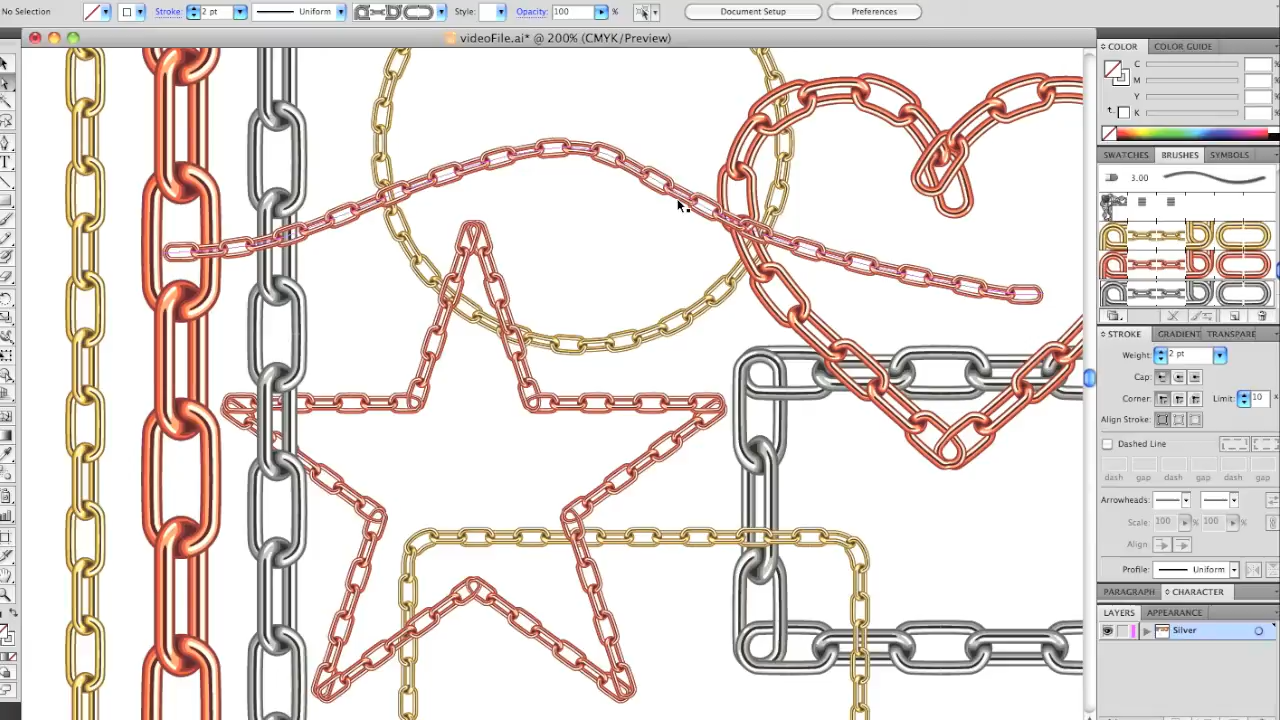 No Selection Stroke: 2 pt Uniform Style: Opacity: 100 % Document Setup Preferences
videoFile.ai* @ 200% (CMYK/Preview)
COLOR COLOR GUIDE
C %
M %
Y %
K %
SWATCHES BRUSHES SYMBOLS
3.00
STROKE GRADIENT TRANSPARE
Weight: 2 pt
Cap:
Corner: Limit: 10 x
Align Stroke:
Dashed Line
dash gap dash gap dash gap
Arrowheads:
Scale: 100 % 100 %
Align:
Profile: Uniform
PARAGRAPH CHARACTER
LAYERS APPEARANCE
Silver